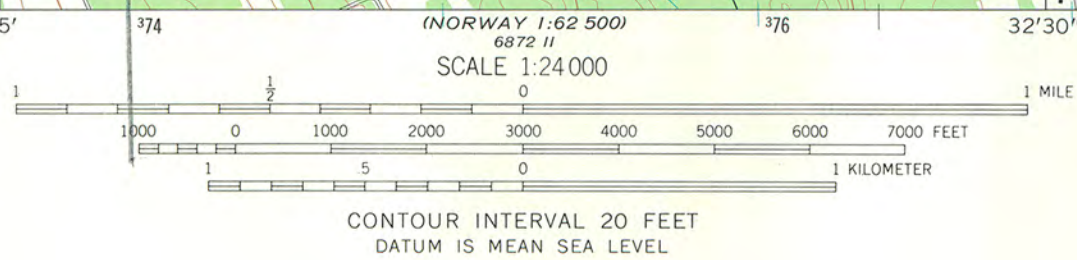 5' ³74 (NORWAY 1:62 500) ³76 32'30"
6872 II
SCALE 1:24 000
1 ½ 0 1 MILE
1000 0 1000 2000 3000 4000 5000 6000 7000 FEET
1 .5 0 1 KILOMETER
CONTOUR INTERVAL 20 FEET
DATUM IS MEAN SEA LEVEL